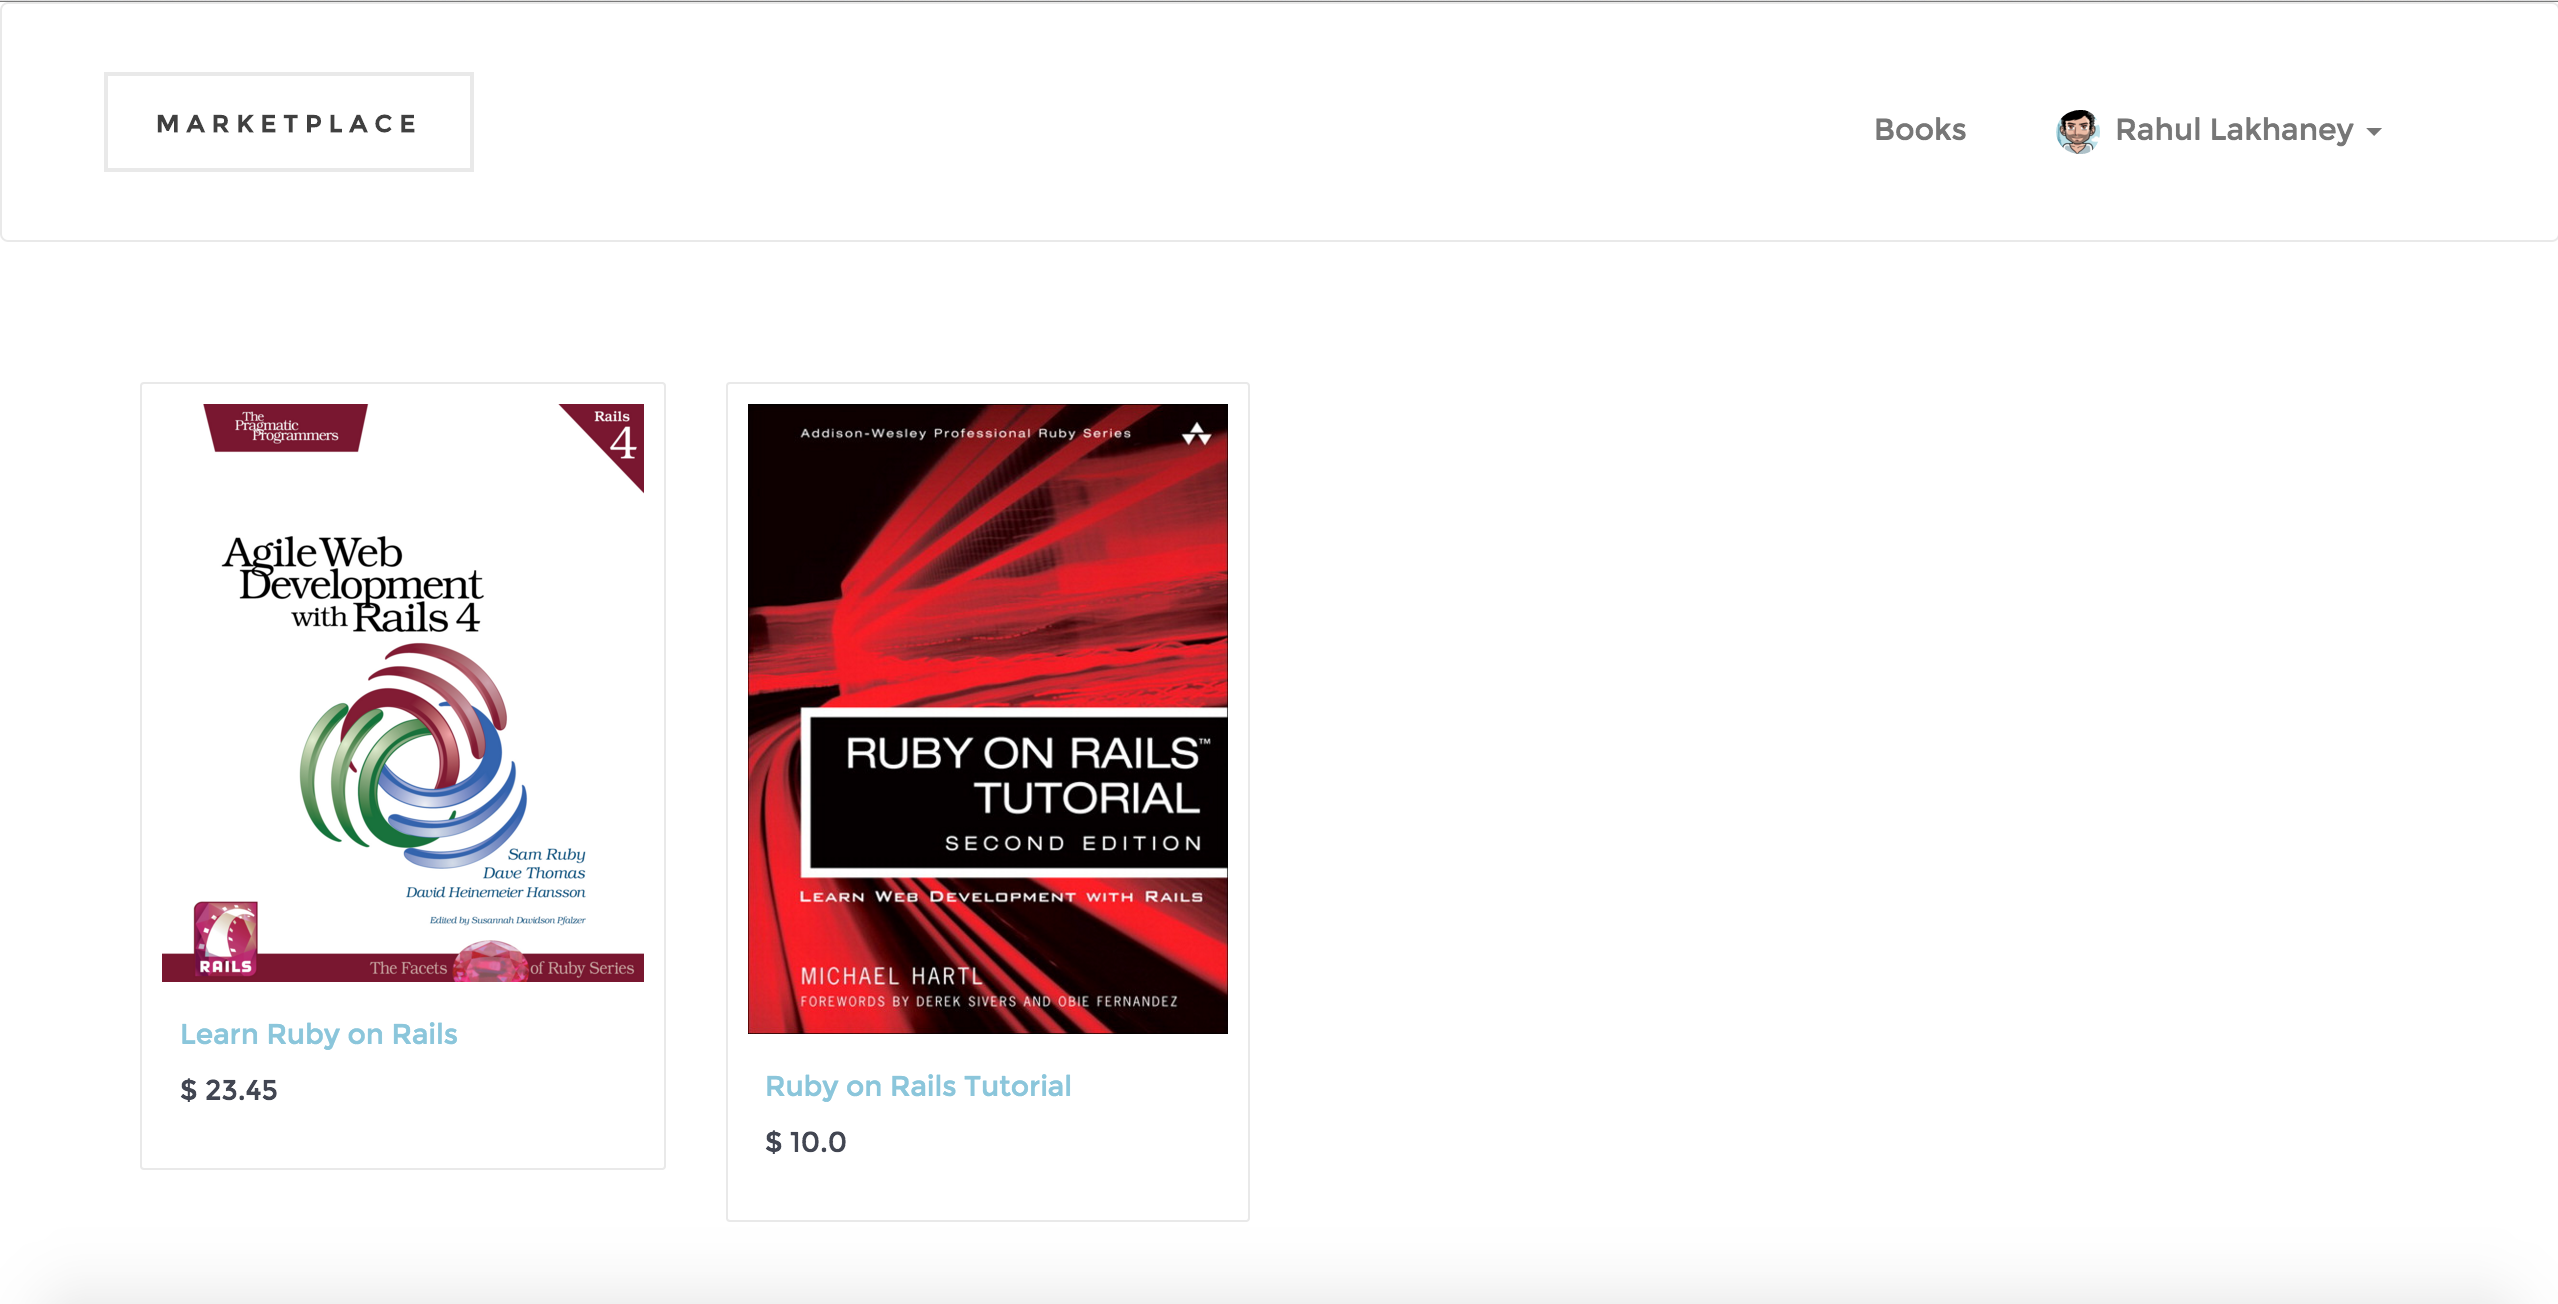 MARKETPLACE
Books
Rahul Lakhaney
The
Pragmatic
Programmers
Rails
4
Agile Web
Development
with Rails 4
Sam Ruby
Dave Thomas
David Heinemeier Hansson
Edited by Susannah Davidson Pfalzer
RAILS
The Facets of Ruby Series
Learn Ruby on Rails
$ 23.45
Addison-Wesley Professional Ruby Series
RUBY ON RAILS™
TUTORIAL
SECOND EDITION
LEARN WEB DEVELOPMENT WITH RAILS
MICHAEL HARTL
FOREWORDS BY DEREK SIVERS AND OBIE FERNANDEZ
Ruby on Rails Tutorial
$ 10.0